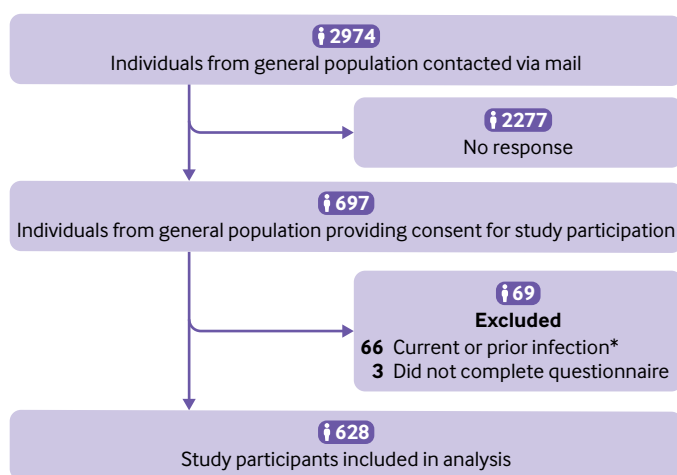 2974
Individuals from general population contacted via mail
2277
No response
697
Individuals from general population providing consent for study participation
69
Excluded
66 Current or prior infection*
3 Did not complete questionnaire
628
Study participants included in analysis